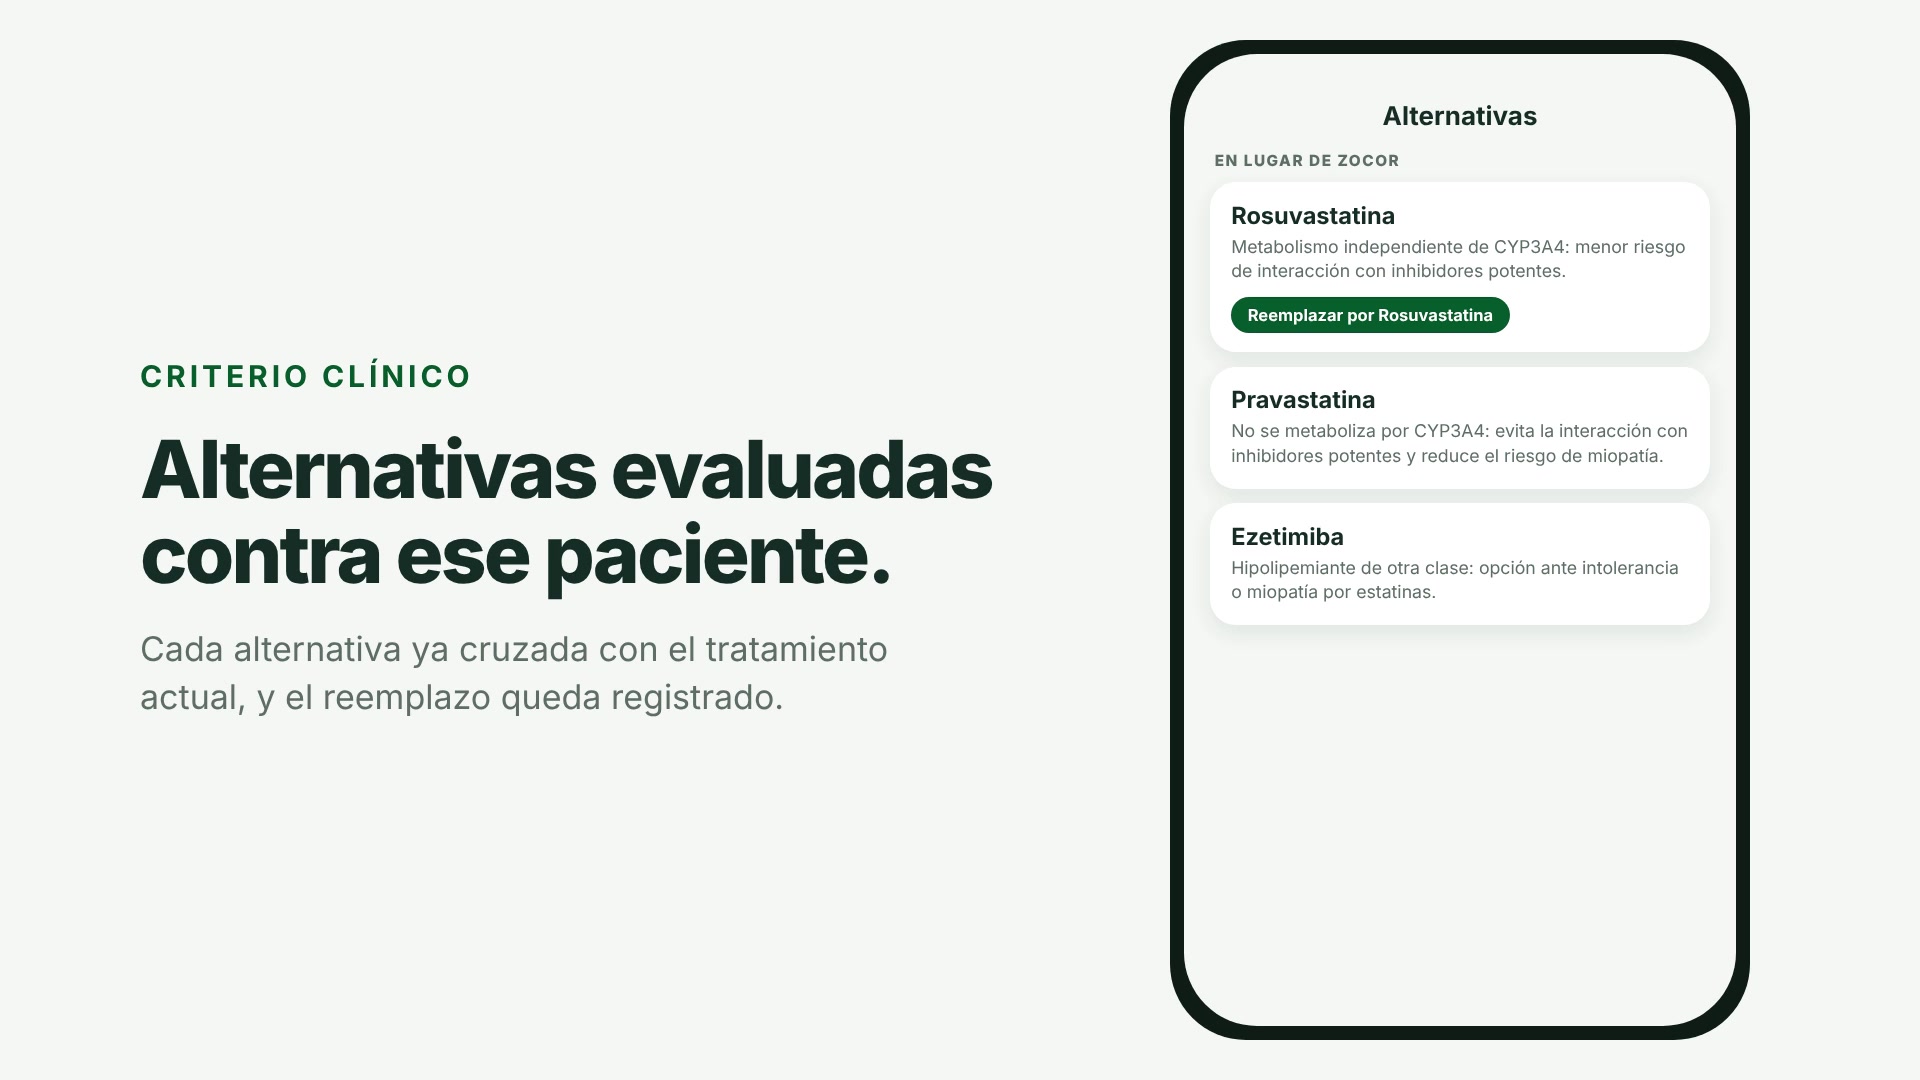 CRITERIO CLÍNICO
Alternativas evaluadas
contra ese paciente.
Cada alternativa ya cruzada con el tratamiento
actual, y el reemplazo queda registrado.
Alternativas
EN LUGAR DE ZOCOR
Rosuvastatina
Metabolismo independiente de CYP3A4: menor riesgo
de interacción con inhibidores potentes.
Reemplazar por Rosuvastatina
Pravastatina
No se metaboliza por CYP3A4: evita la interacción con
inhibidores potentes y reduce el riesgo de miopatía.
Ezetimiba
Hipolipemiante de otra clase: opción ante intolerancia
o miopatía por estatinas.